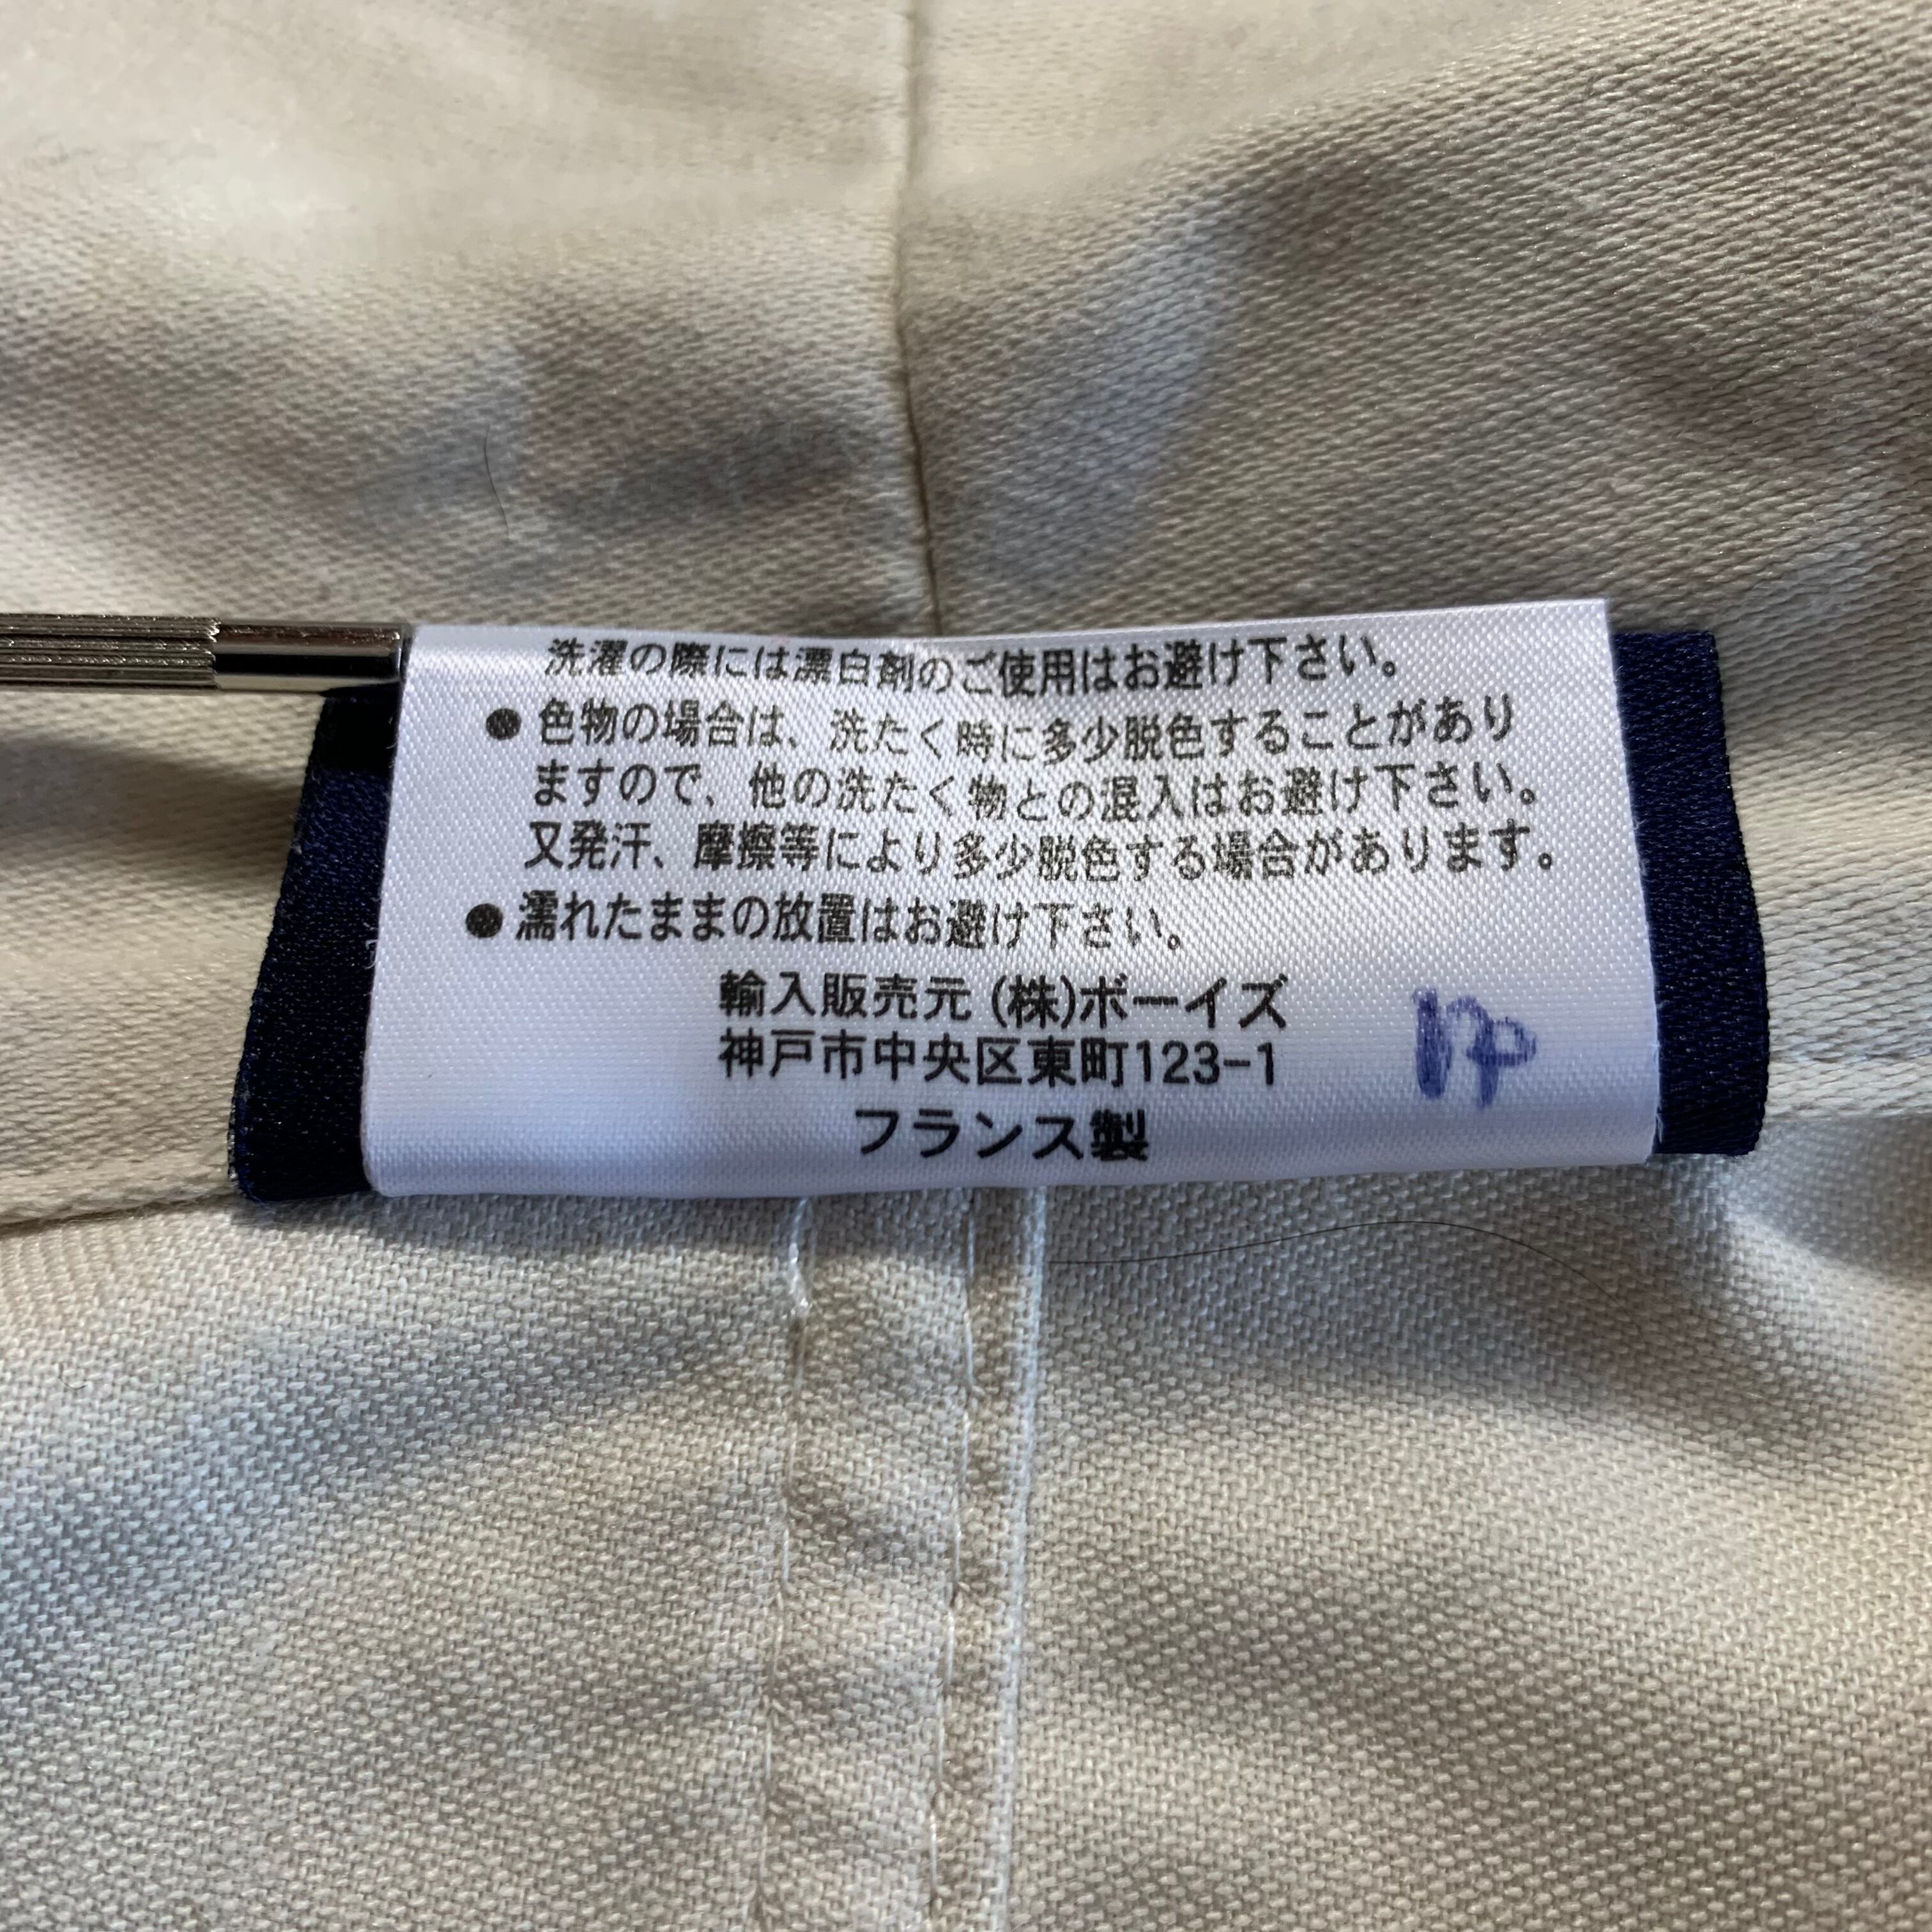 洗濯の際には漂白剤のご使用はお避け下さい。
●色物の場合は、洗たく時に多少脱色することがあり
ますので、他の洗たく物との混入はお避け下さい。
又発汗、摩擦等により多少脱色する場合があります。
●濡れたままの放置はお避け下さい。
輸入販売元 (株)ボーイズ
神戸市中央区東町123-1
フランス製